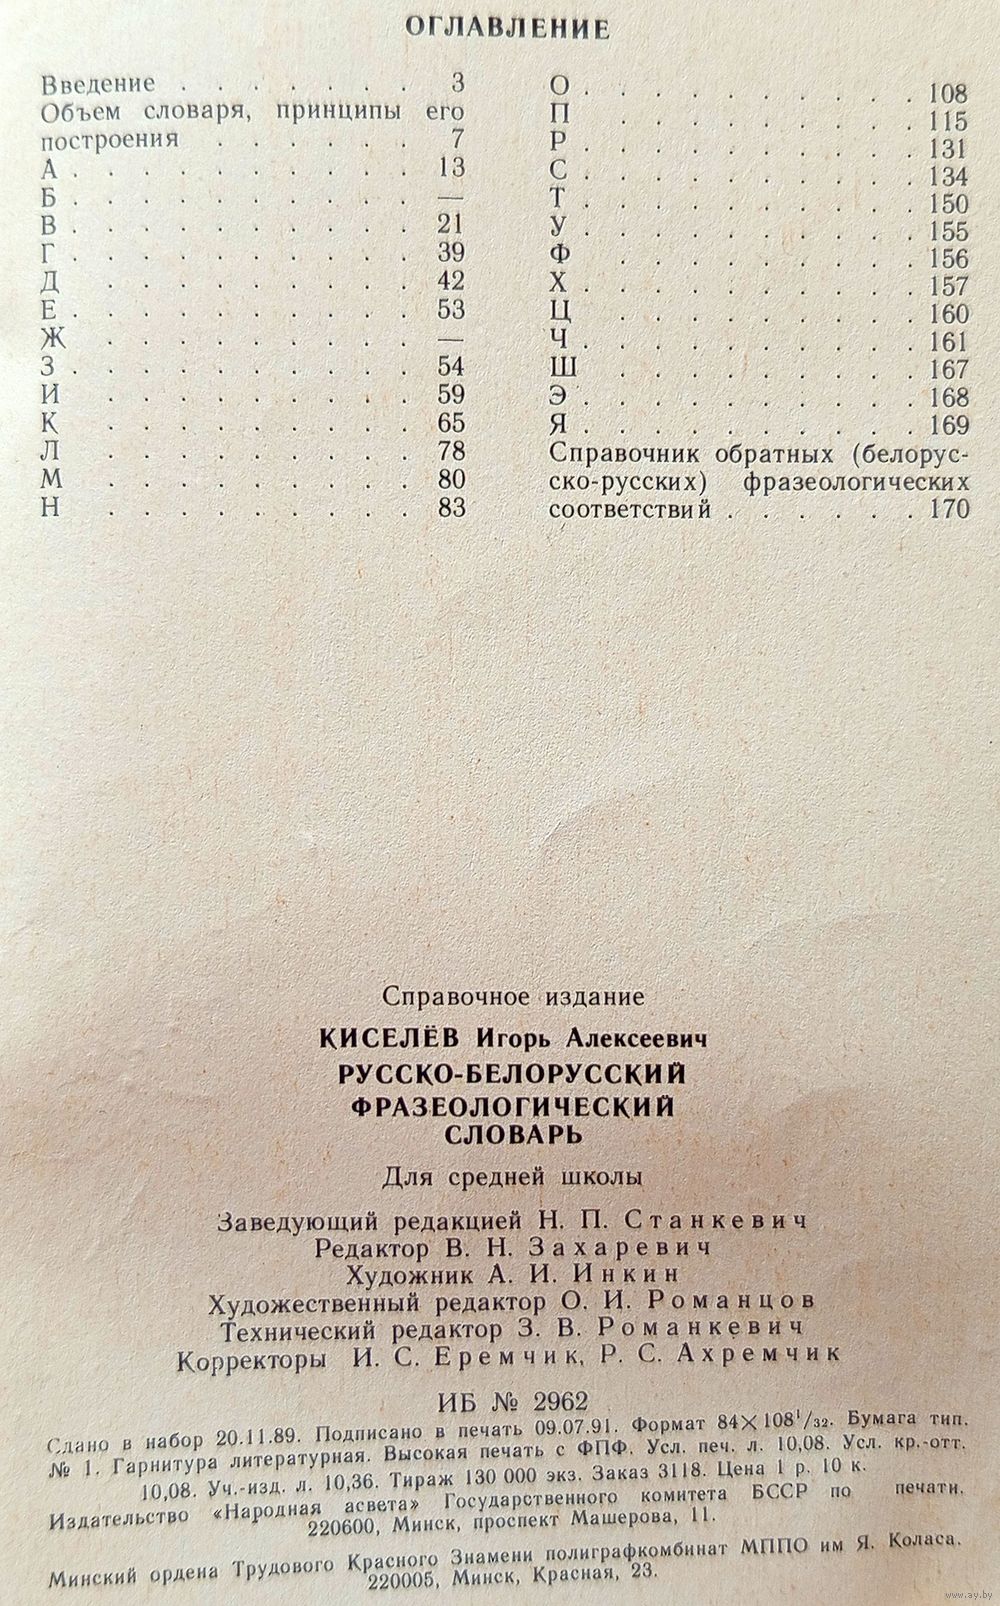 ОГЛАВЛЕНИЕ
Введение . . . . . . . 3
Объем словаря, принципы его
построения . . . . . . 7
А . . . . . . . . . . 13
Б . . . . . . . . . . —
В . . . . . . . . . . 21
Г . . . . . . . . . . 39
Д . . . . . . . . . 42
Е . . . . . . . . . . 53
Ж . . . . . . . . . —
З . . . . . . . . . . 54
И . . . . . . . . . 59
К . . . . . . . . . 65
Л . . . . . . . . . 78
М . . . . . . . . . 80
Н . . . . . . . . . 83
О . . . . . . . . . . 108
П . . . . . . . . . 115
Р . . . . . . . . . . 131
С . . . . . . . . . . 134
Т . . . . . . . . . . 150
У . . . . . . . . . . 155
Ф . . . . . . . . . 156
Х . . . . . . . . . . 157
Ц . . . . . . . . . 160
Ч . . . . . . . . . . 161
Ш . . . . . . . . . 167
Э . . . . . . . . . . 168
Я . . . . . . . . . . 169
Справочник обратных (белорус-
ско-русских) фразеологических
соответствий . . . . . . 170
Справочное издание
КИСЕЛЁВ Игорь Алексеевич
РУССКО-БЕЛОРУССКИЙ
ФРАЗЕОЛОГИЧЕСКИЙ
СЛОВАРЬ
Для средней школы
Заведующий редакцией Н. П. Станкевич
Редактор В. Н. Захаревич
Художник А. И. Инкин
Художественный редактор О. И. Романцов
Технический редактор З. В. Романкевич
Корректоры И. С. Еремчик, Р. С. Ахремчик
ИБ № 2962
Сдано в набор 20.11.89. Подписано в печать 09.07.91. Формат 84×108¹/₃₂. Бумага тип.
№ 1. Гарнитура литературная. Высокая печать с ФПФ. Усл. печ. л. 10,08. Усл. кр.-отт.
10,08. Уч.-изд. л. 10,36. Тираж 130 000 экз. Заказ 3118. Цена 1 р. 10 к.
Издательство «Народная асвета» Государственного комитета БССР по печати.
220600, Минск, проспект Машерова, 11.
Минский ордена Трудового Красного Знамени полиграфкомбинат МППО им Я. Коласа.
220005, Минск, Красная, 23.
www.ay.by